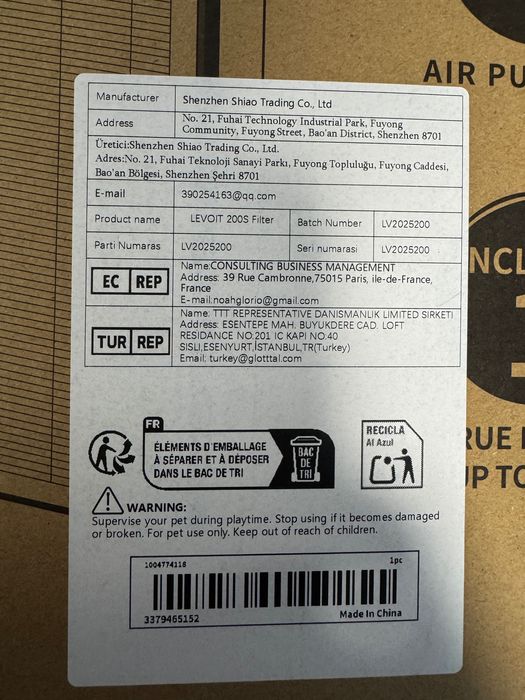 AIR PU
Manufacturer Shenzhen Shiao Trading Co., Ltd
Address No. 21, Fuhai Technology Industrial Park, Fuyong
Community, Fuyong Street, Bao'an District, Shenzhen 8701
Üretici:Shenzhen Shiao Trading Co., Ltd.
Adres:No. 21, Fuhai Teknoloji Sanayi Parkı, Fuyong Topluluğu, Fuyong Caddesi,
Bao'an Bölgesi, Shenzhen Şehri 8701
E-mail 390254163@qq.com
Product name LEVOIT 200S Filter Batch Number LV2025200
Parti Numaras LV2025200 Seri numarasi LV2025200
EC REP
Name:CONSULTING BUSINESS MANAGEMENT
Address: 39 Rue Cambronne,75015 Paris, ile-de-France,
France
E-mail:noahglorio@gmail.com
TUR REP
Name: TTT REPRESENTATIVE DANISMANLIK LIMITED SIRKETI
Address: ESENTEPE MAH. BUYUKDERE CAD. LOFT
RESIDANCE NO:201 IC KAPI NO:40
SISLI,ESENYURT,İSTANBUL,TR(Turkey)
Email: turkey@glotttal.com
NCL
1
RUE
UP TO
FR
ÉLÉMENTS D'EMBALLAGE
À SÉPARER ET À DÉPOSER
DANS LE BAC DE TRI
BAC
DE
TRI
RECICLA
Al Azul
WARNING:
Supervise your pet during playtime. Stop using if it becomes damaged
or broken. For pet use only. Keep out of reach of children.
1004774118 1pc
3379465152 Made In China